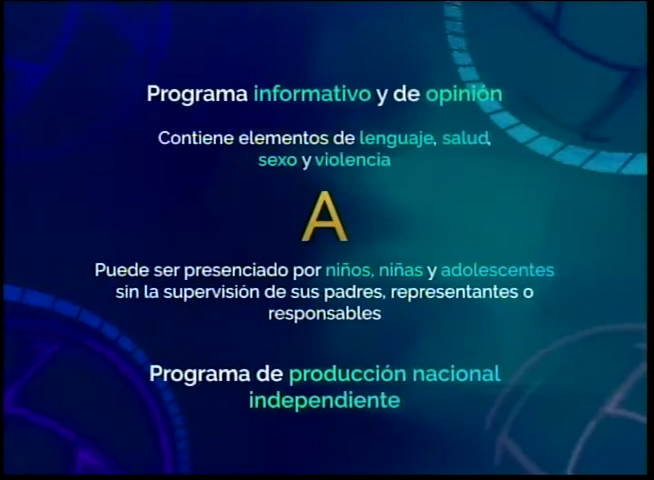 Programa informativo y de opinión
Contiene elementos de lenguaje, salud,
sexo y violencia
A
Puede ser presenciado por niños, niñas y adolescentes
sin la supervisión de sus padres, representantes o
responsables
Programa de producción nacional
independiente